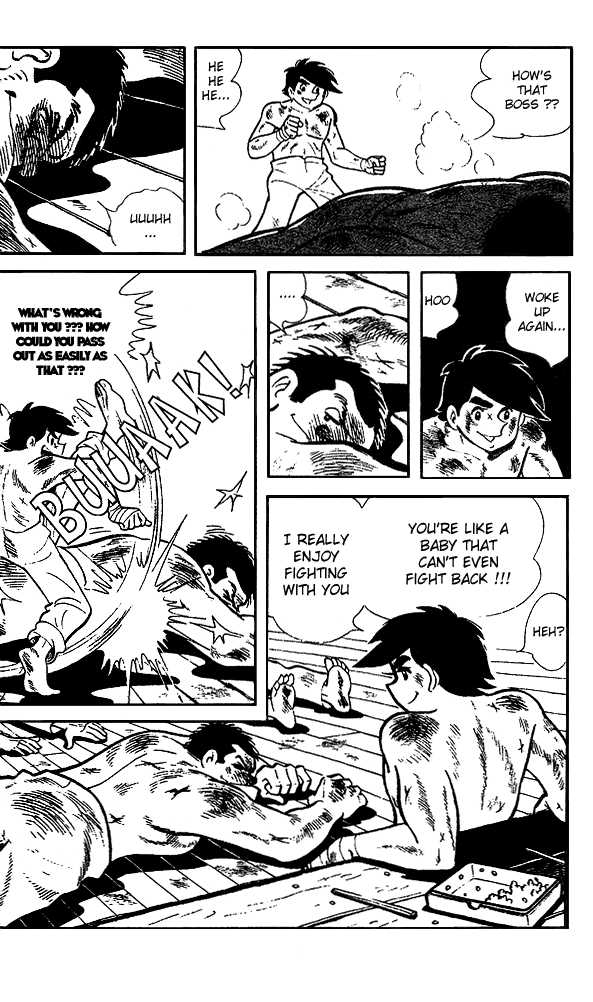 HOW'S
THAT
BOSS ??
HE
HE
HE...
UUUHH
...
WOKE
UP
AGAIN...
HOO
....
WHAT'S WRONG
WITH YOU ??? HOW
COULD YOU PASS
OUT AS EASILY AS
THAT ???
BUUUAAK!
YOU'RE LIKE A
BABY THAT
CAN'T EVEN
FIGHT BACK !!!
I REALLY
ENJOY
FIGHTING
WITH YOU
HEH?